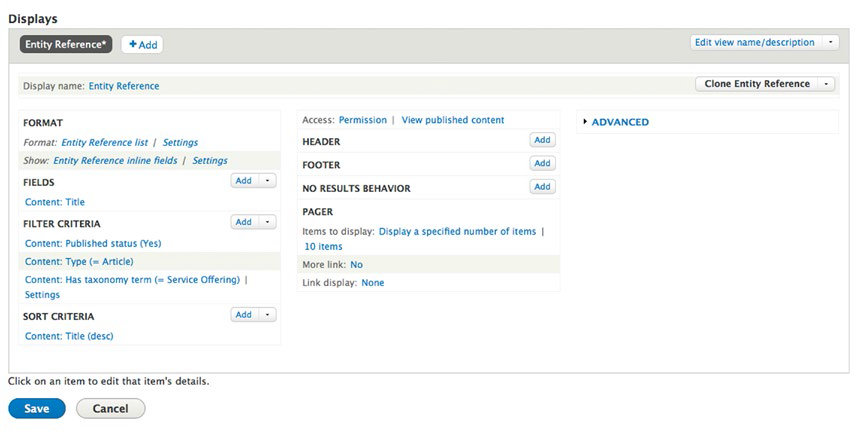 Displays
Entity Reference*
+ Add
Edit view name/description
Display name: Entity Reference
Clone Entity Reference
FORMAT
Format: Entity Reference list | Settings
Show: Entity Reference inline fields | Settings
FIELDS
Add
Content: Title
FILTER CRITERIA
Add
Content: Published status (Yes)
Content: Type (= Article)
Content: Has taxonomy term (= Service Offering) |
Settings
SORT CRITERIA
Add
Content: Title (desc)
Access: Permission | View published content
HEADER
Add
FOOTER
Add
NO RESULTS BEHAVIOR
Add
PAGER
Items to display: Display a specified number of items |
10 items
More link: No
Link display: None
ADVANCED
Click on an item to edit that item's details.
Save
Cancel